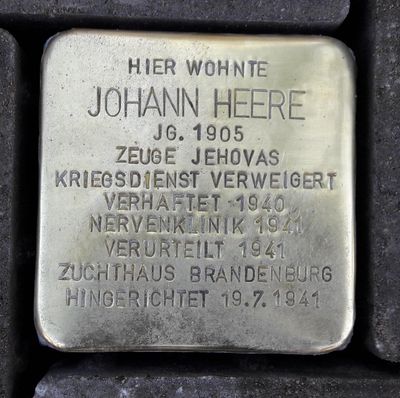 HIER WOHNTE
JOHANN HEERE
JG. 1905
ZEUGE JEHOVAS
KRIEGSDIENST VERWEIGERT
VERHAFTET 1940
NERVENKLINIK 1941
VERURTEILT 1941
ZUCHTHAUS BRANDENBURG
HINGERICHTET 19.7.1941